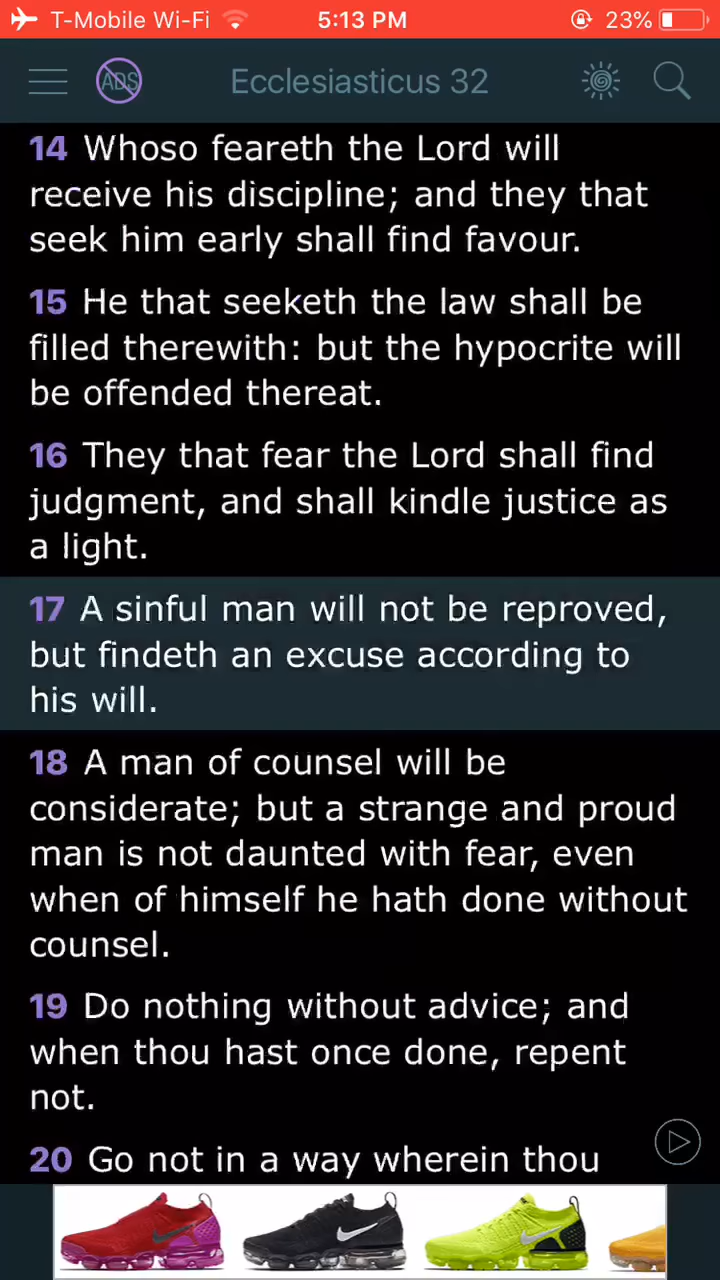 T-Mobile Wi-Fi 5:13 PM 23%
ADS Ecclesiasticus 32
14 Whoso feareth the Lord will
receive his discipline; and they that
seek him early shall find favour.
15 He that seeketh the law shall be
filled therewith: but the hypocrite will
be offended thereat.
16 They that fear the Lord shall find
judgment, and shall kindle justice as
a light.
17 A sinful man will not be reproved,
but findeth an excuse according to
his will.
18 A man of counsel will be
considerate; but a strange and proud
man is not daunted with fear, even
when of himself he hath done without
counsel.
19 Do nothing without advice; and
when thou hast once done, repent
not.
20 Go not in a way wherein thou